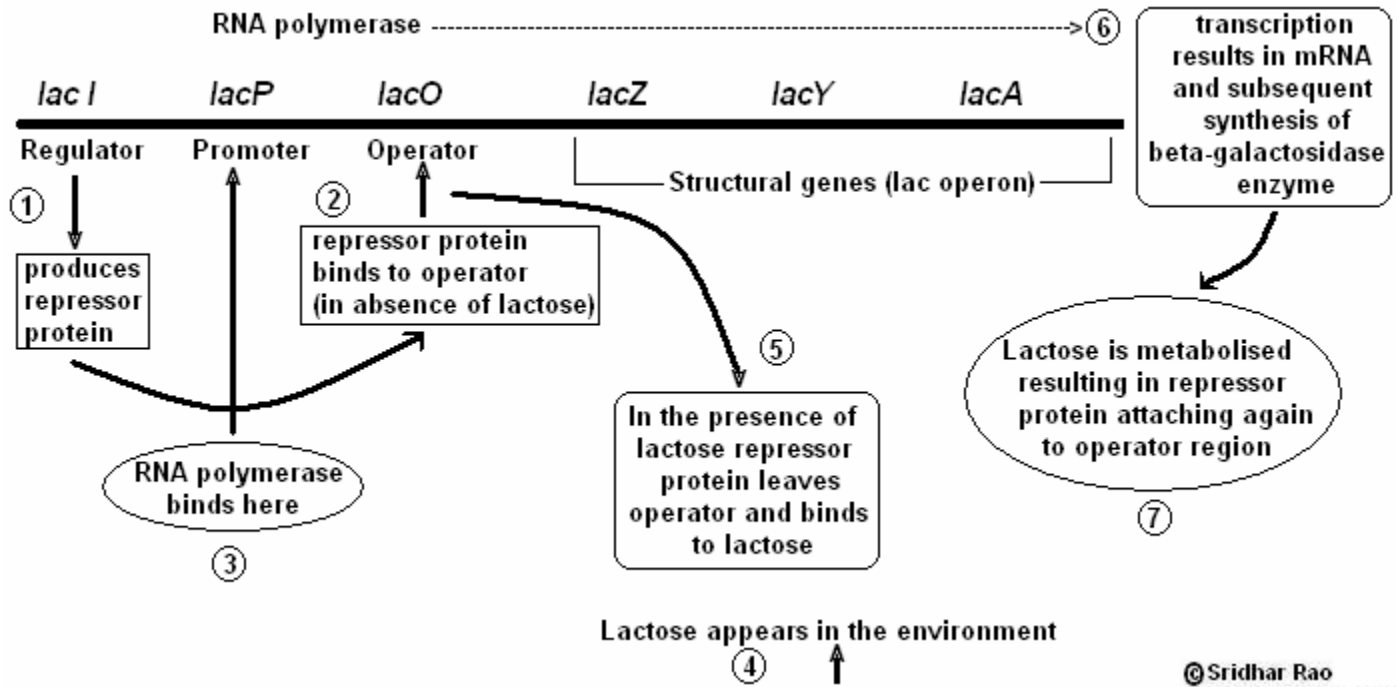 RNA polymerase
6
transcription
results in mRNA
and subsequent
synthesis of
beta-galactosidase
enzyme
lac I
lacP
lacO
lacZ
lacY
lacA
Regulator
Promoter
Operator
Structural genes (lac operon)
1
produces
repressor
protein
2
repressor protein
binds to operator
(in absence of lactose)
RNA polymerase
binds here
3
5
In the presence of
lactose repressor
protein leaves
operator and binds
to lactose
Lactose is metabolised
resulting in repressor
protein attaching again
to operator region
7
Lactose appears in the environment
4
© Sridhar Rao